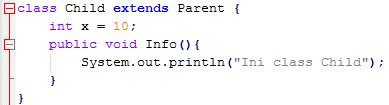 class Child extends Parent {
    int x = 10;
    public void Info(){
        System.out.println("Ini class Child");
    }
}